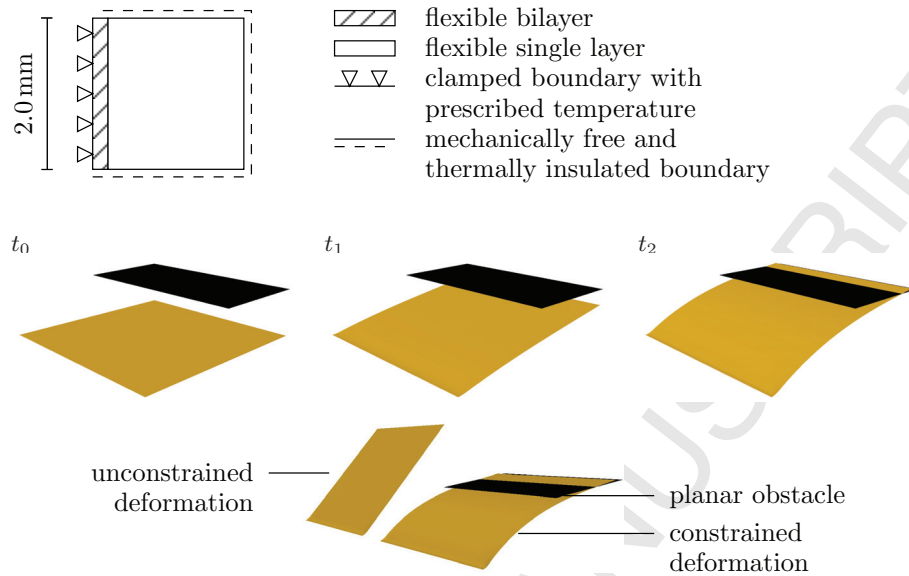 2.0 mm
flexible bilayer
flexible single layer
clamped boundary with
prescribed temperature
mechanically free and
thermally insulated boundary
t0
t1
t2
unconstrained
deformation
planar obstacle
constrained
deformation